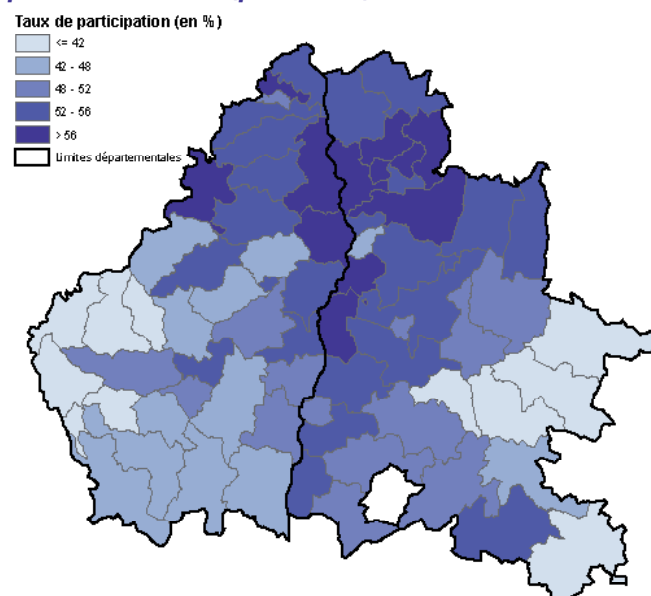 Taux de participation (en %)
<= 42
42 - 48
48 - 52
52 - 56
> 56
Limites départementales